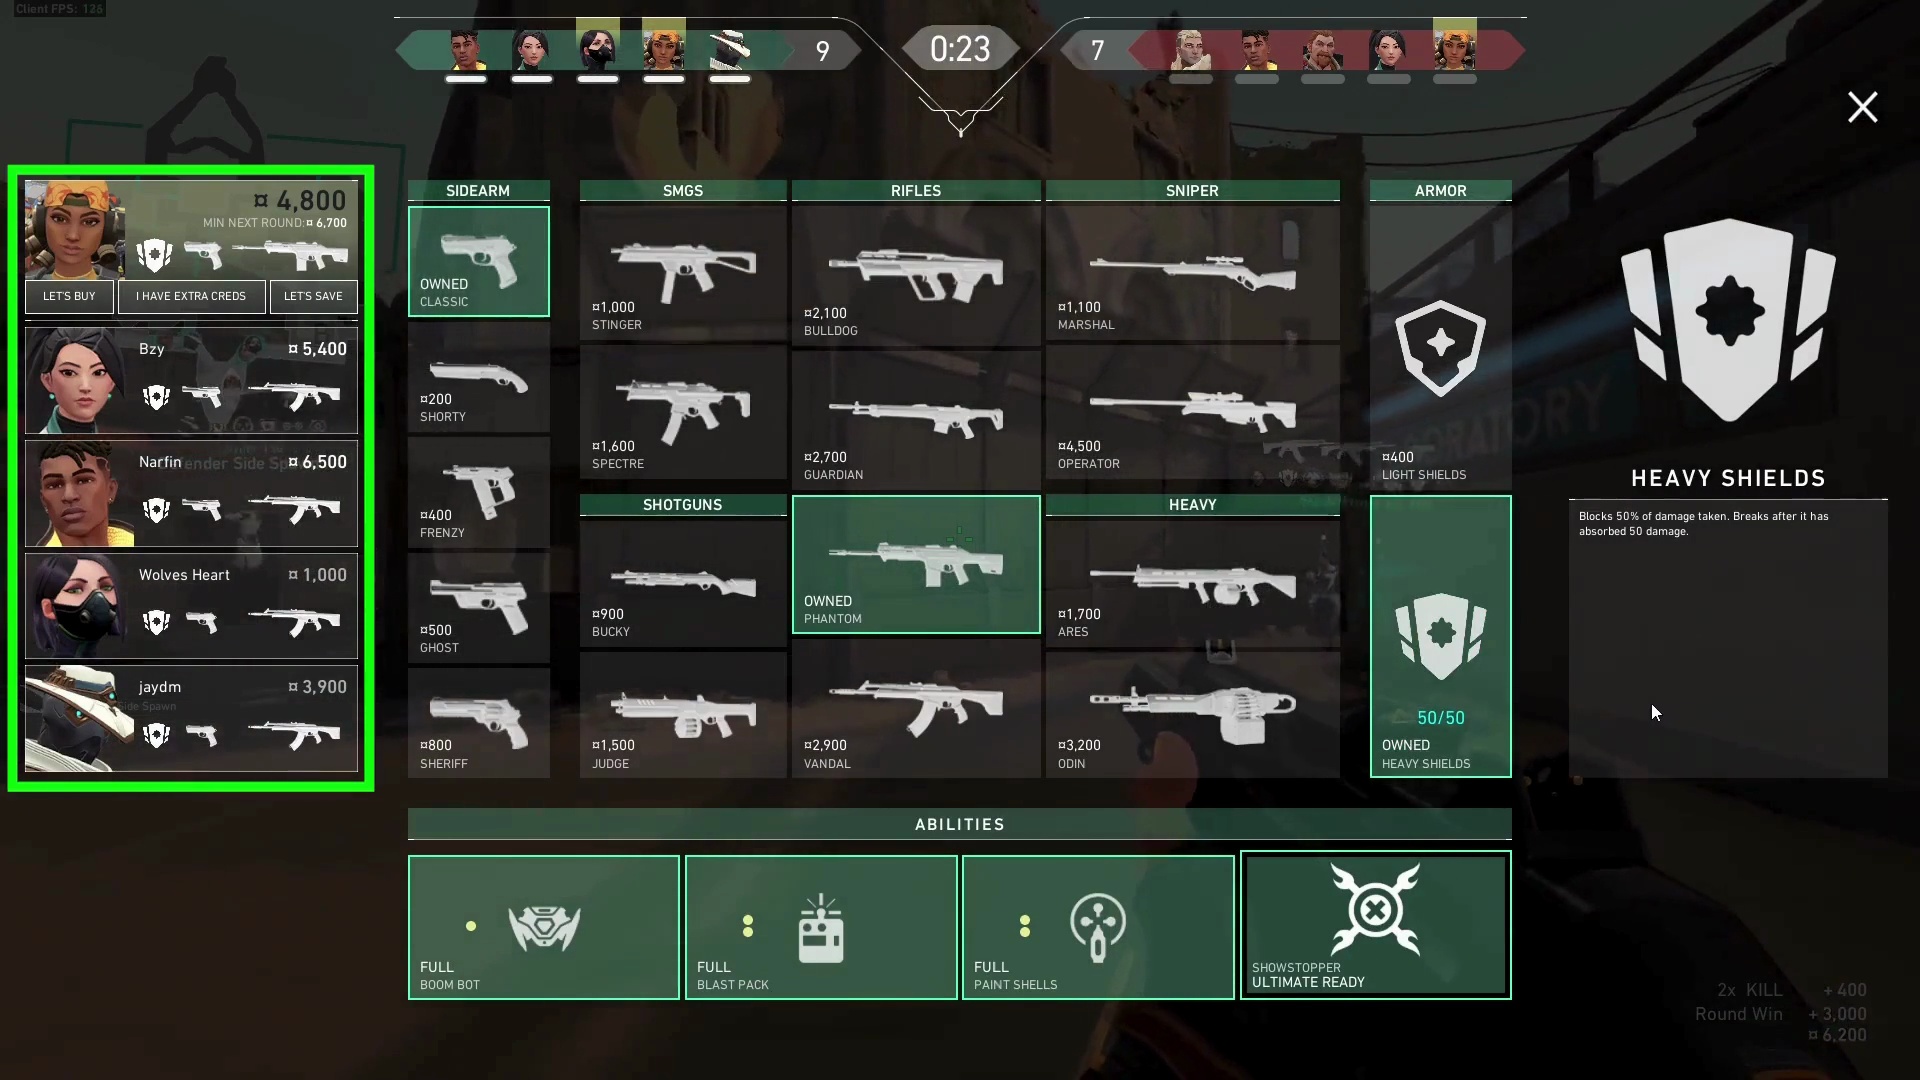 Client FPS: 126
9
0:23
7
¤ 4,800
MIN NEXT ROUND: ¤ 6,700
LET'S BUY
I HAVE EXTRA CREDS
LET'S SAVE
Bzy
¤ 5,400
Narfin
¤ 6,500
Wolves Heart
¤ 1,000
jaydm
¤ 3,900
Side Spawn
SIDEARM
OWNED
CLASSIC
¤200
SHORTY
¤400
FRENZY
¤500
GHOST
¤800
SHERIFF
SMGS
¤1,000
STINGER
¤1,600
SPECTRE
SHOTGUNS
¤900
BUCKY
¤1,500
JUDGE
RIFLES
¤2,100
BULLDOG
¤2,700
GUARDIAN
OWNED
PHANTOM
¤2,900
VANDAL
SNIPER
¤1,100
MARSHAL
¤4,500
OPERATOR
HEAVY
¤1,700
ARES
¤3,200
ODIN
ARMOR
¤400
LIGHT SHIELDS
50/50
OWNED
HEAVY SHIELDS
HEAVY SHIELDS
Blocks 50% of damage taken. Breaks after it has
absorbed 50 damage.
ABILITIES
FULL
BOOM BOT
FULL
BLAST PACK
FULL
PAINT SHELLS
SHOWSTOPPER
ULTIMATE READY
2x KILL + 400
Round Win + 3,000
¤ 6,200